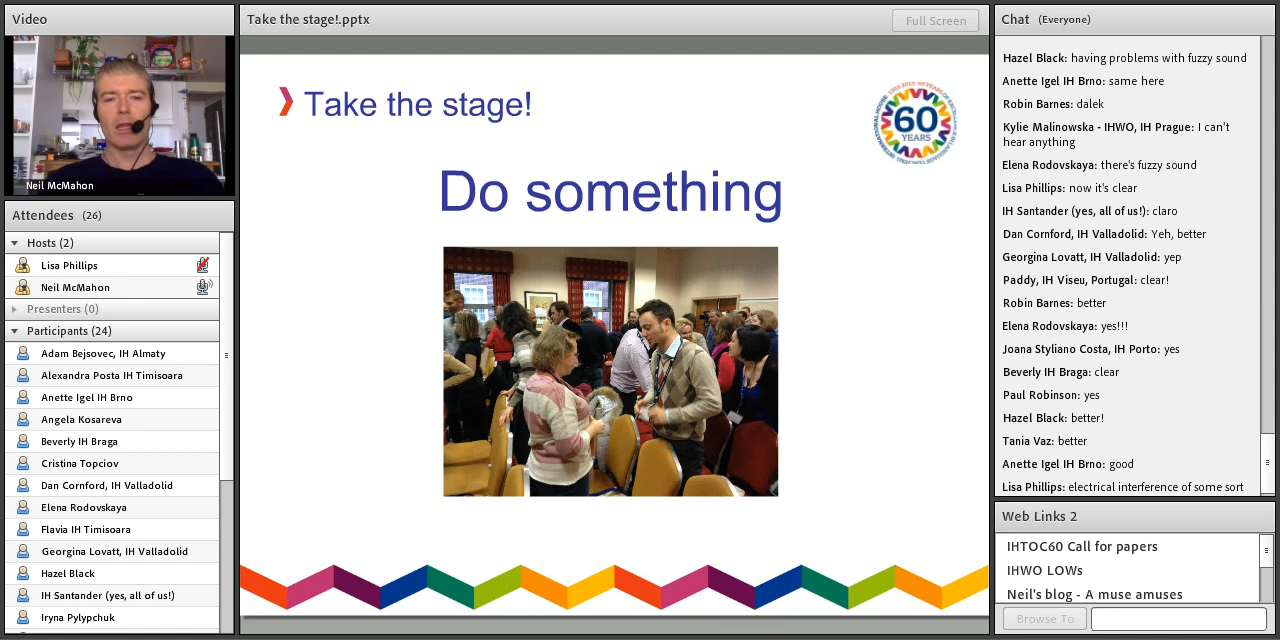 Video
Neil McMahon
Attendees (26)
Hosts (2)
Lisa Phillips
Neil McMahon
Presenters (0)
Participants (24)
Adam Bejsovec, IH Almaty
Alexandra Posta IH Timisoara
Anette Igel IH Brno
Angela Kosareva
Beverly IH Braga
Cristina Topciov
Dan Cornford, IH Valladolid
Elena Rodovskaya
Flavia IH Timisoara
Georgina Lovatt, IH Valladolid
Hazel Black
IH Santander (yes, all of us!)
Iryna Pylypchuk
Take the stage!.pptx
Full Screen
Take the stage!
60
YEARS
Do something
Chat (Everyone)
Hazel Black: having problems with fuzzy sound
Anette Igel IH Brno: same here
Robin Barnes: dalek
Kylie Malinowska - IHWO, IH Prague: I can't
hear anything
Elena Rodovskaya: there's fuzzy sound
Lisa Phillips: now it's clear
IH Santander (yes, all of us!): claro
Dan Cornford, IH Valladolid: Yeh, better
Georgina Lovatt, IH Valladolid: yep
Paddy, IH Viseu, Portugal: clear!
Robin Barnes: better
Elena Rodovskaya: yes!!!
Joana Styliano Costa, IH Porto: yes
Beverly IH Braga: clear
Paul Robinson: yes
Hazel Black: better!
Tania Vaz: better
Anette Igel IH Brno: good
Lisa Phillips: electrical interference of some sort
Web Links 2
IHTOC60 Call for papers
IHWO LOWs
Neil's blog - A muse amuses
Browse To